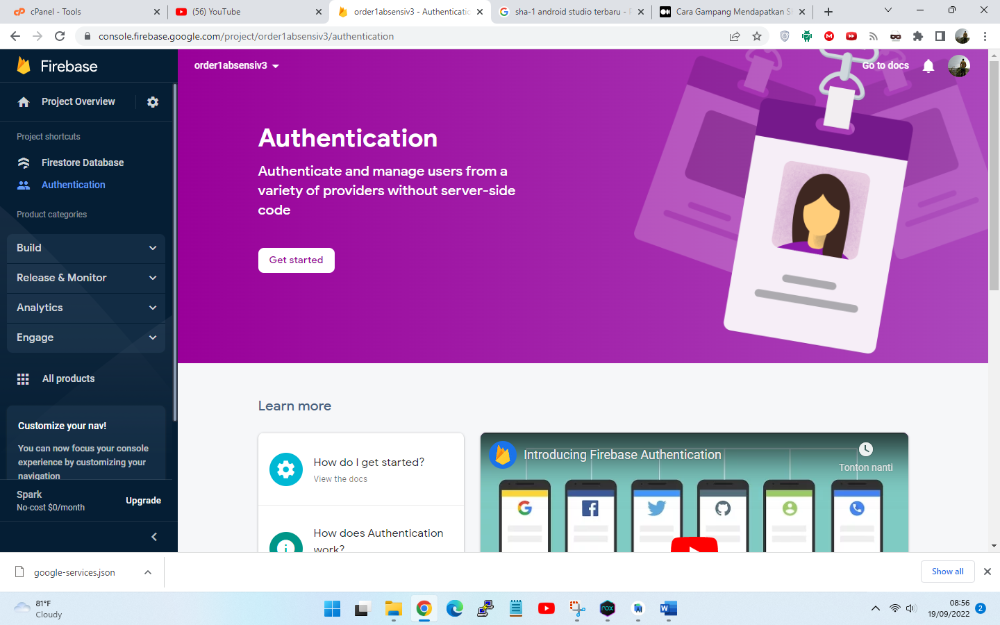 cPanel - Tools
(56) YouTube
order1absensiv3 - Authenticatio
sha-1 android studio terbaru - P
Cara Gampang Mendapatkan S
console.firebase.google.com/project/order1absensiv3/authentication
Firebase
order1absensiv3
Go to docs
Project Overview
Project shortcuts
Firestore Database
Authentication
Product categories
Build
Release & Monitor
Analytics
Engage
All products
Customize your nav!
You can now focus your console
experience by customizing your
navigation
Spark
No-cost $0/month
Upgrade
Authentication
Authenticate and manage users from a
variety of providers without server-side
code
Get started
Learn more
How do I get started?
View the docs
How does Authentication
work?
Introducing Firebase Authentication
Tonton nanti
google-services.json
Show all
81°F
Cloudy
08:56
19/09/2022
2